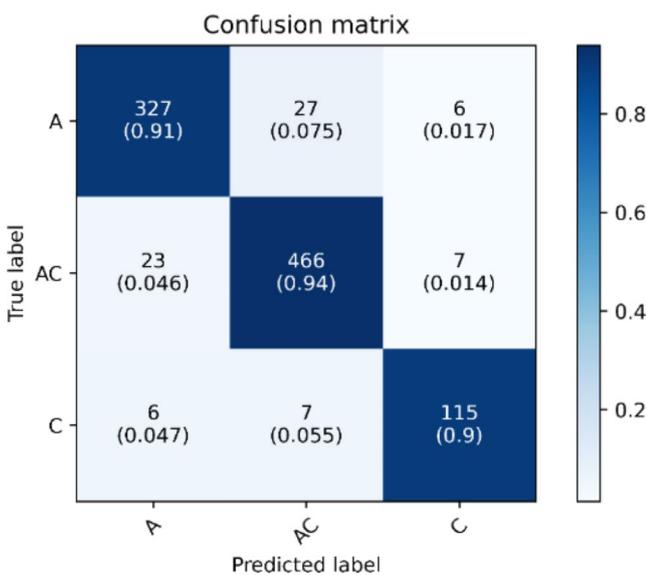 Confusion matrix
A
327
(0.91)
27
(0.075)
6
(0.017)
AC
23
(0.046)
466
(0.94)
7
(0.014)
C
6
(0.047)
7
(0.055)
115
(0.9)
True label
A
AC
C
Predicted label
0.8
0.6
0.4
0.2